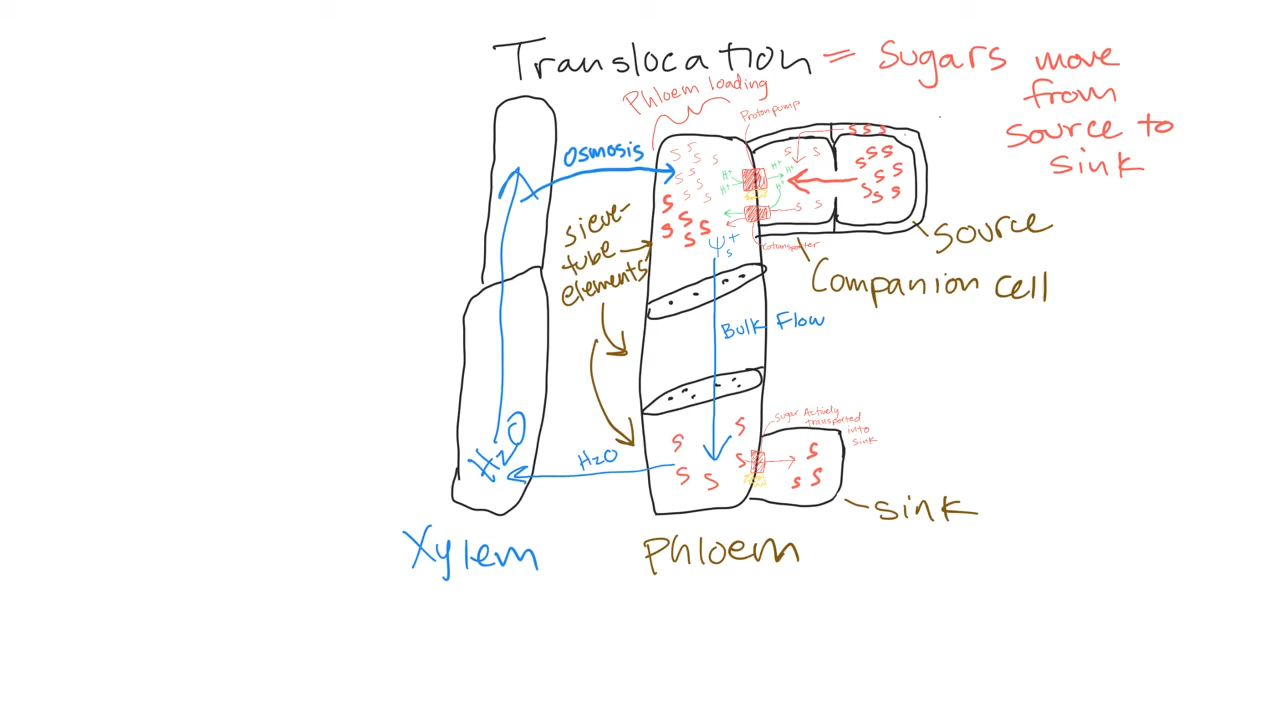 Translocation = Sugars move
from
source to
sink
Phloem loading
Proton pump
Osmosis
S S S
S S S S S S S S
S S S S S
S S S S S S S S
H+ H+
H+ H+ H+
S S S
cotransporter
Ψs+
sieve-
tube
elements
source
Companion cell
Bulk Flow
Sugar Actively
transported
into
sink
S S S S S
S S S
H2O
H2O
sink
Xylem
Phloem